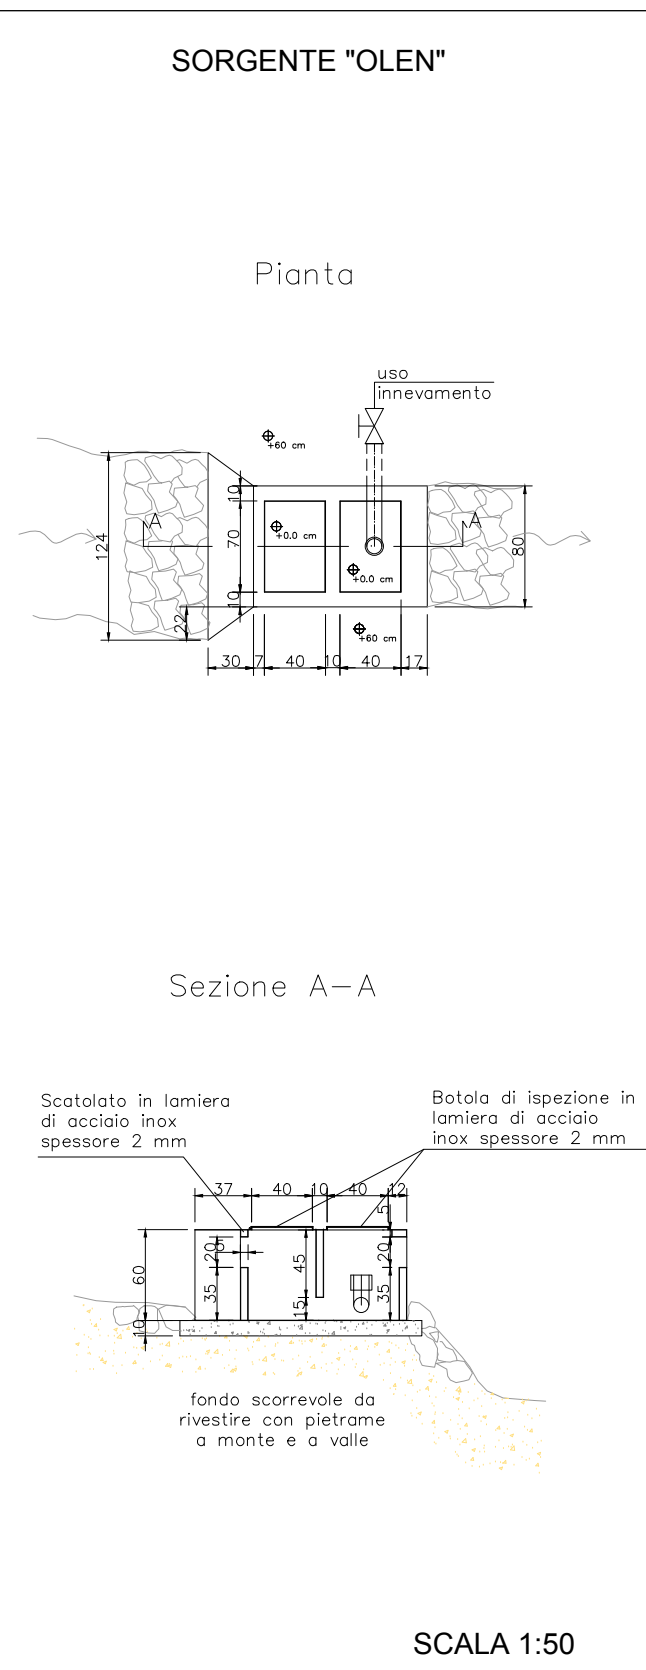 SORGENTE "OLEN"
Pianta
uso
innevamento
+60 cm
10
A
+0.0 cm
A
124
70
80
+0.0 cm
10
22
+60 cm
30 7 40 10 40 17
Sezione A-A
Scatolato in lamiera
di acciaio inox
spessore 2 mm
Botola di ispezione in
lamiera di acciaio
inox spessore 2 mm
37 40 10 40 12
5
20
45
20
60
35
15
35
10
fondo scorrevole da
rivestire con pietrame
a monte e a valle
SCALA 1:50